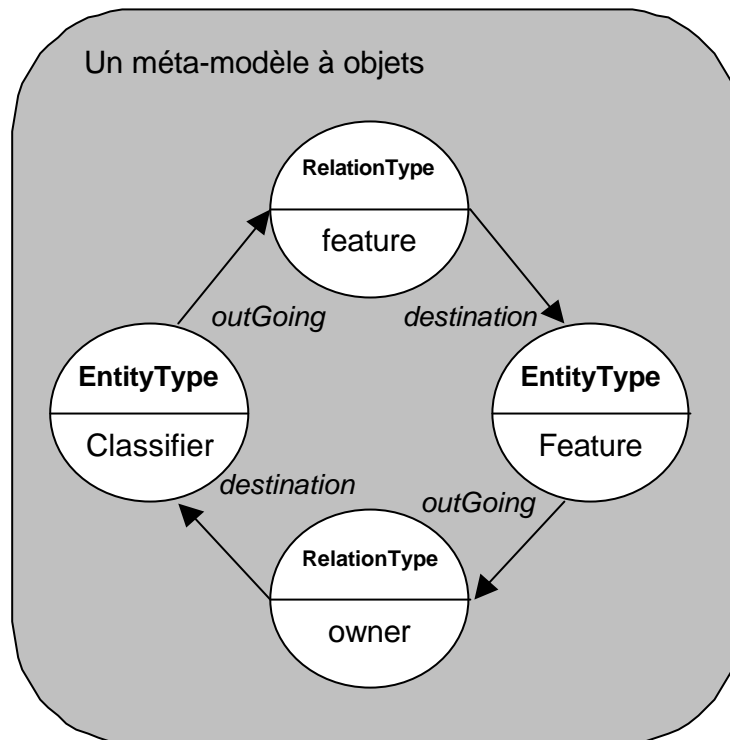 Un méta-modèle à objets
RelationType
feature
outGoing
destination
EntityType
Classifier
EntityType
Feature
destination
outGoing
RelationType
owner